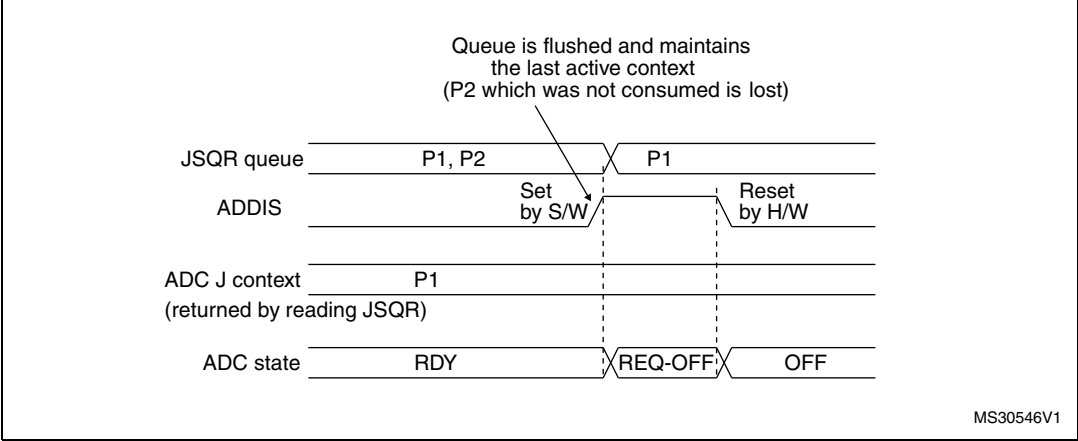 Queue is flushed and maintains
the last active context
(P2 which was not consumed is lost)
JSQR queue P1, P2 P1
ADDIS Set by S/W Reset by H/W
ADC J context P1
(returned by reading JSQR)
ADC state RDY REQ-OFF OFF
MS30546V1